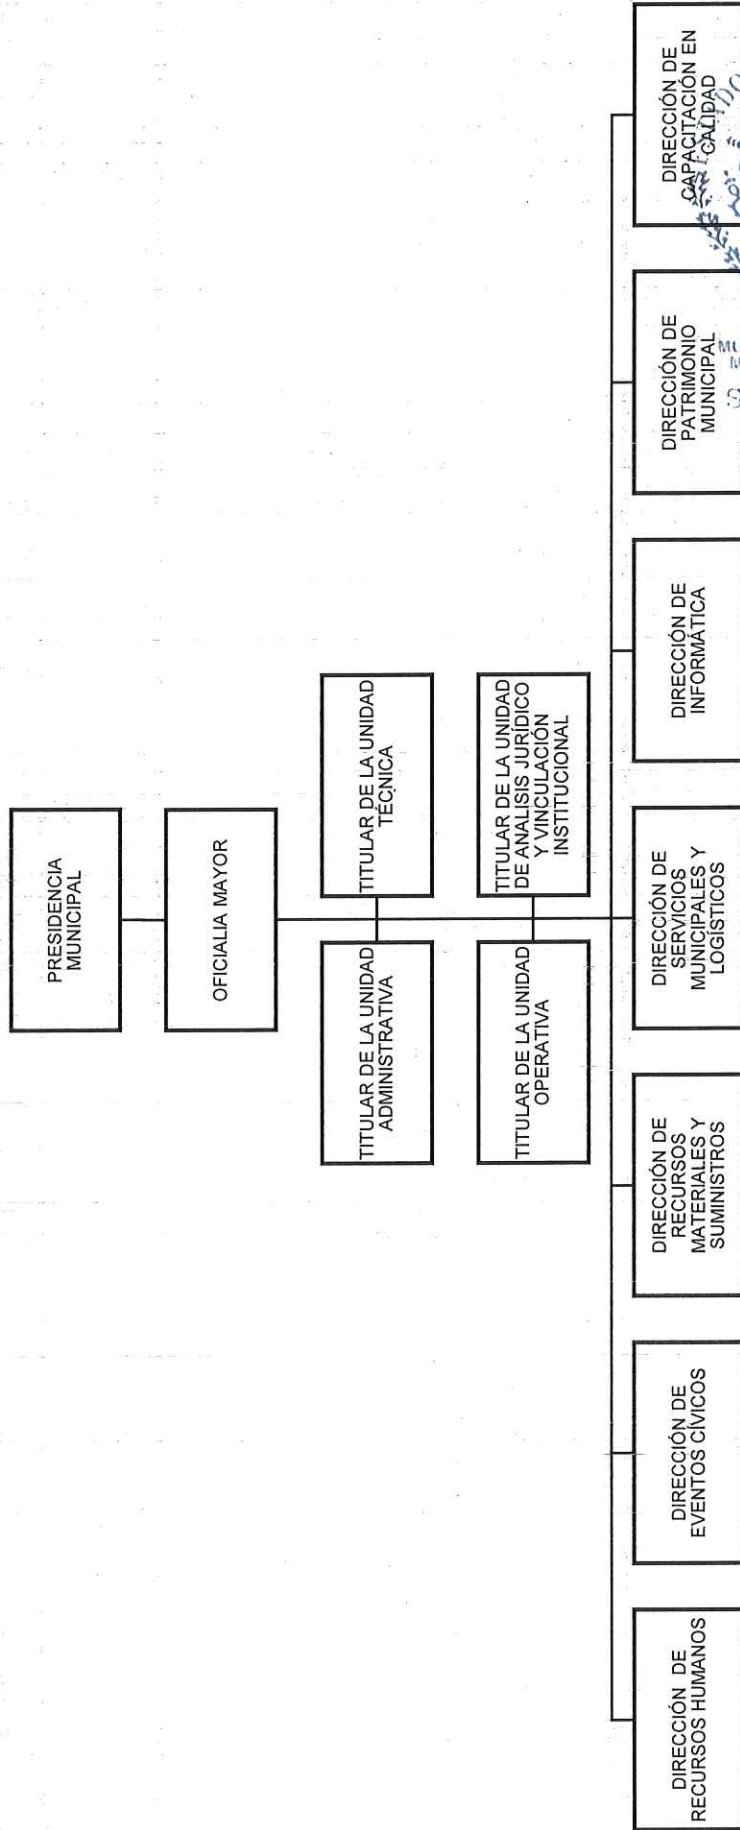 PRESIDENCIA
MUNICIPAL
OFICIALIA MAYOR
TITULAR DE LA UNIDAD
ADMINISTRATIVA
TITULAR DE LA UNIDAD
TÉCNICA
TITULAR DE LA UNIDAD
OPERATIVA
TITULAR DE LA UNIDAD
DE ANALISIS JURÍDICO
Y VINCULACIÓN
INSTITUCIONAL
DIRECCIÓN DE
RECURSOS HUMANOS
DIRECCIÓN DE
EVENTOS CÍVICOS
DIRECCIÓN DE
RECURSOS
MATERIALES Y
SUMINISTROS
DIRECCIÓN DE
SERVICIOS
MUNICIPALES Y
LOGÍSTICOS
DIRECCIÓN DE
INFORMÁTICA
DIRECCIÓN DE
PATRIMONIO
MUNICIPAL
DIRECCIÓN DE
CAPACITACIÓN EN
CALIDAD